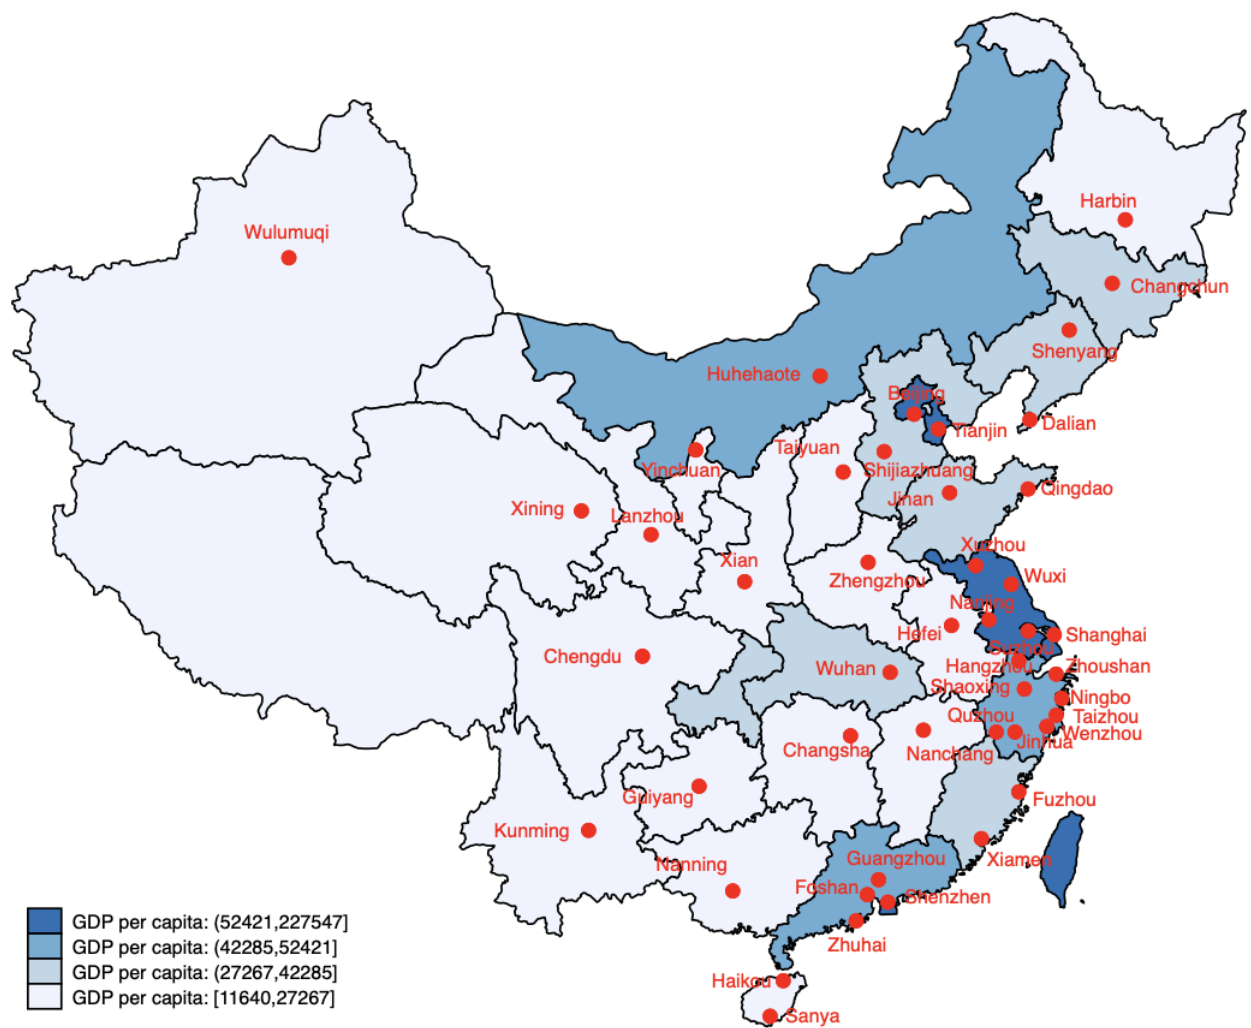 Harbin
Wulumuqi
Changchun
Shenyang
Huhehaote
Beijing
Dalian
Tianjin
Taiyuan
Yinchuan
Shijiazhuang
Qingdao
Jinan
Xining
Lanzhou
Xuzhou
Xian
Wuxi
Zhengzhou
Nanjing
Hefei
Shanghai
Suzhou
Chengdu
Hangzhou
Zhoushan
Wuhan
Shaoxing
Ningbo
Quzhou
Taizhou
Wenzhou
Jinhua
Changsha
Nanchang
Guiyang
Fuzhou
Kunming
Guangzhou
Xiamen
Nanning
Foshan
Shenzhen
Zhuhai
Haikou
Sanya
GDP per capita: (52421,227547]
GDP per capita: (42285,52421]
GDP per capita: (27267,42285]
GDP per capita: [11640,27267]